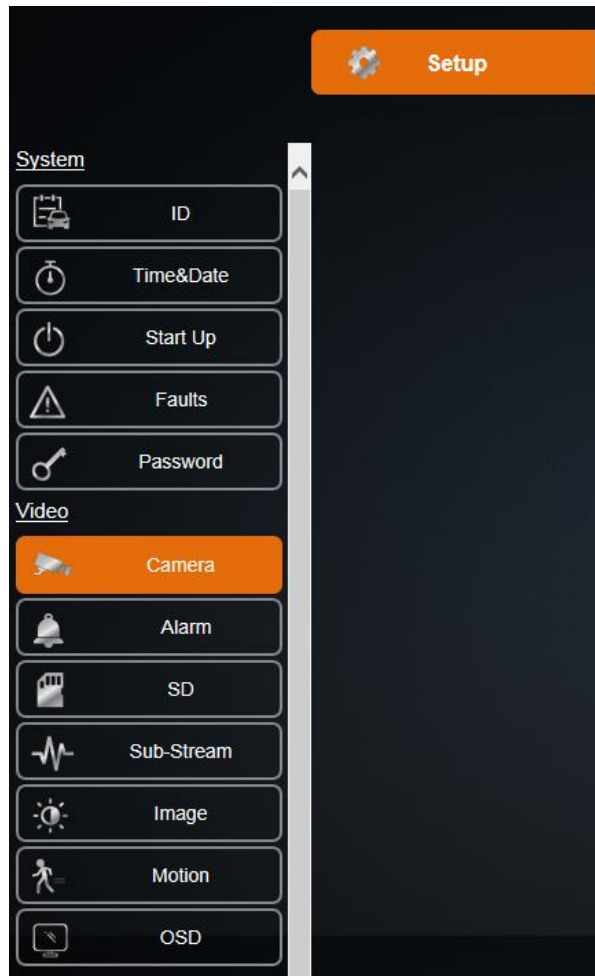 Setup
System
ID
Time&Date
Start Up
Faults
Password
Video
Camera
Alarm
SD
Sub-Stream
Image
Motion
OSD